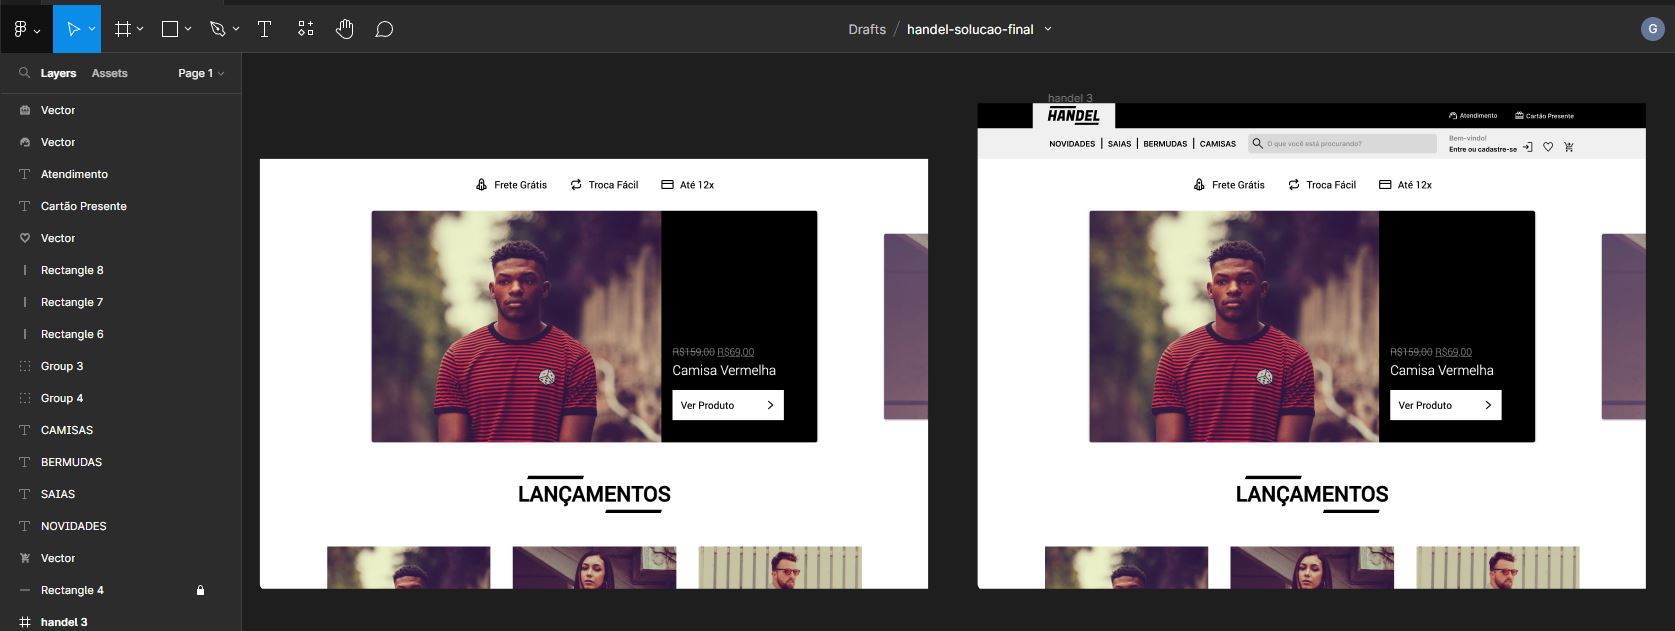 Drafts / handel-solucao-final
G
Layers Assets Page 1
Vector
Vector
Atendimento
Cartão Presente
Vector
Rectangle 8
Rectangle 7
Rectangle 6
Group 3
Group 4
CAMISAS
BERMUDAS
SAIAS
NOVIDADES
Vector
Rectangle 4
handel 3
Frete Grátis Troca Fácil Até 12x
R$159,00 R$69,00
Camisa Vermelha
Ver Produto
LANÇAMENTOS
handel 3
HANDEL
Atendimento Cartão Presente
NOVIDADES | SAIAS | BERMUDAS | CAMISAS
O que você está procurando?
Bem-vindo!
Entre ou cadastre-se
Frete Grátis Troca Fácil Até 12x
R$159,00 R$69,00
Camisa Vermelha
Ver Produto
LANÇAMENTOS